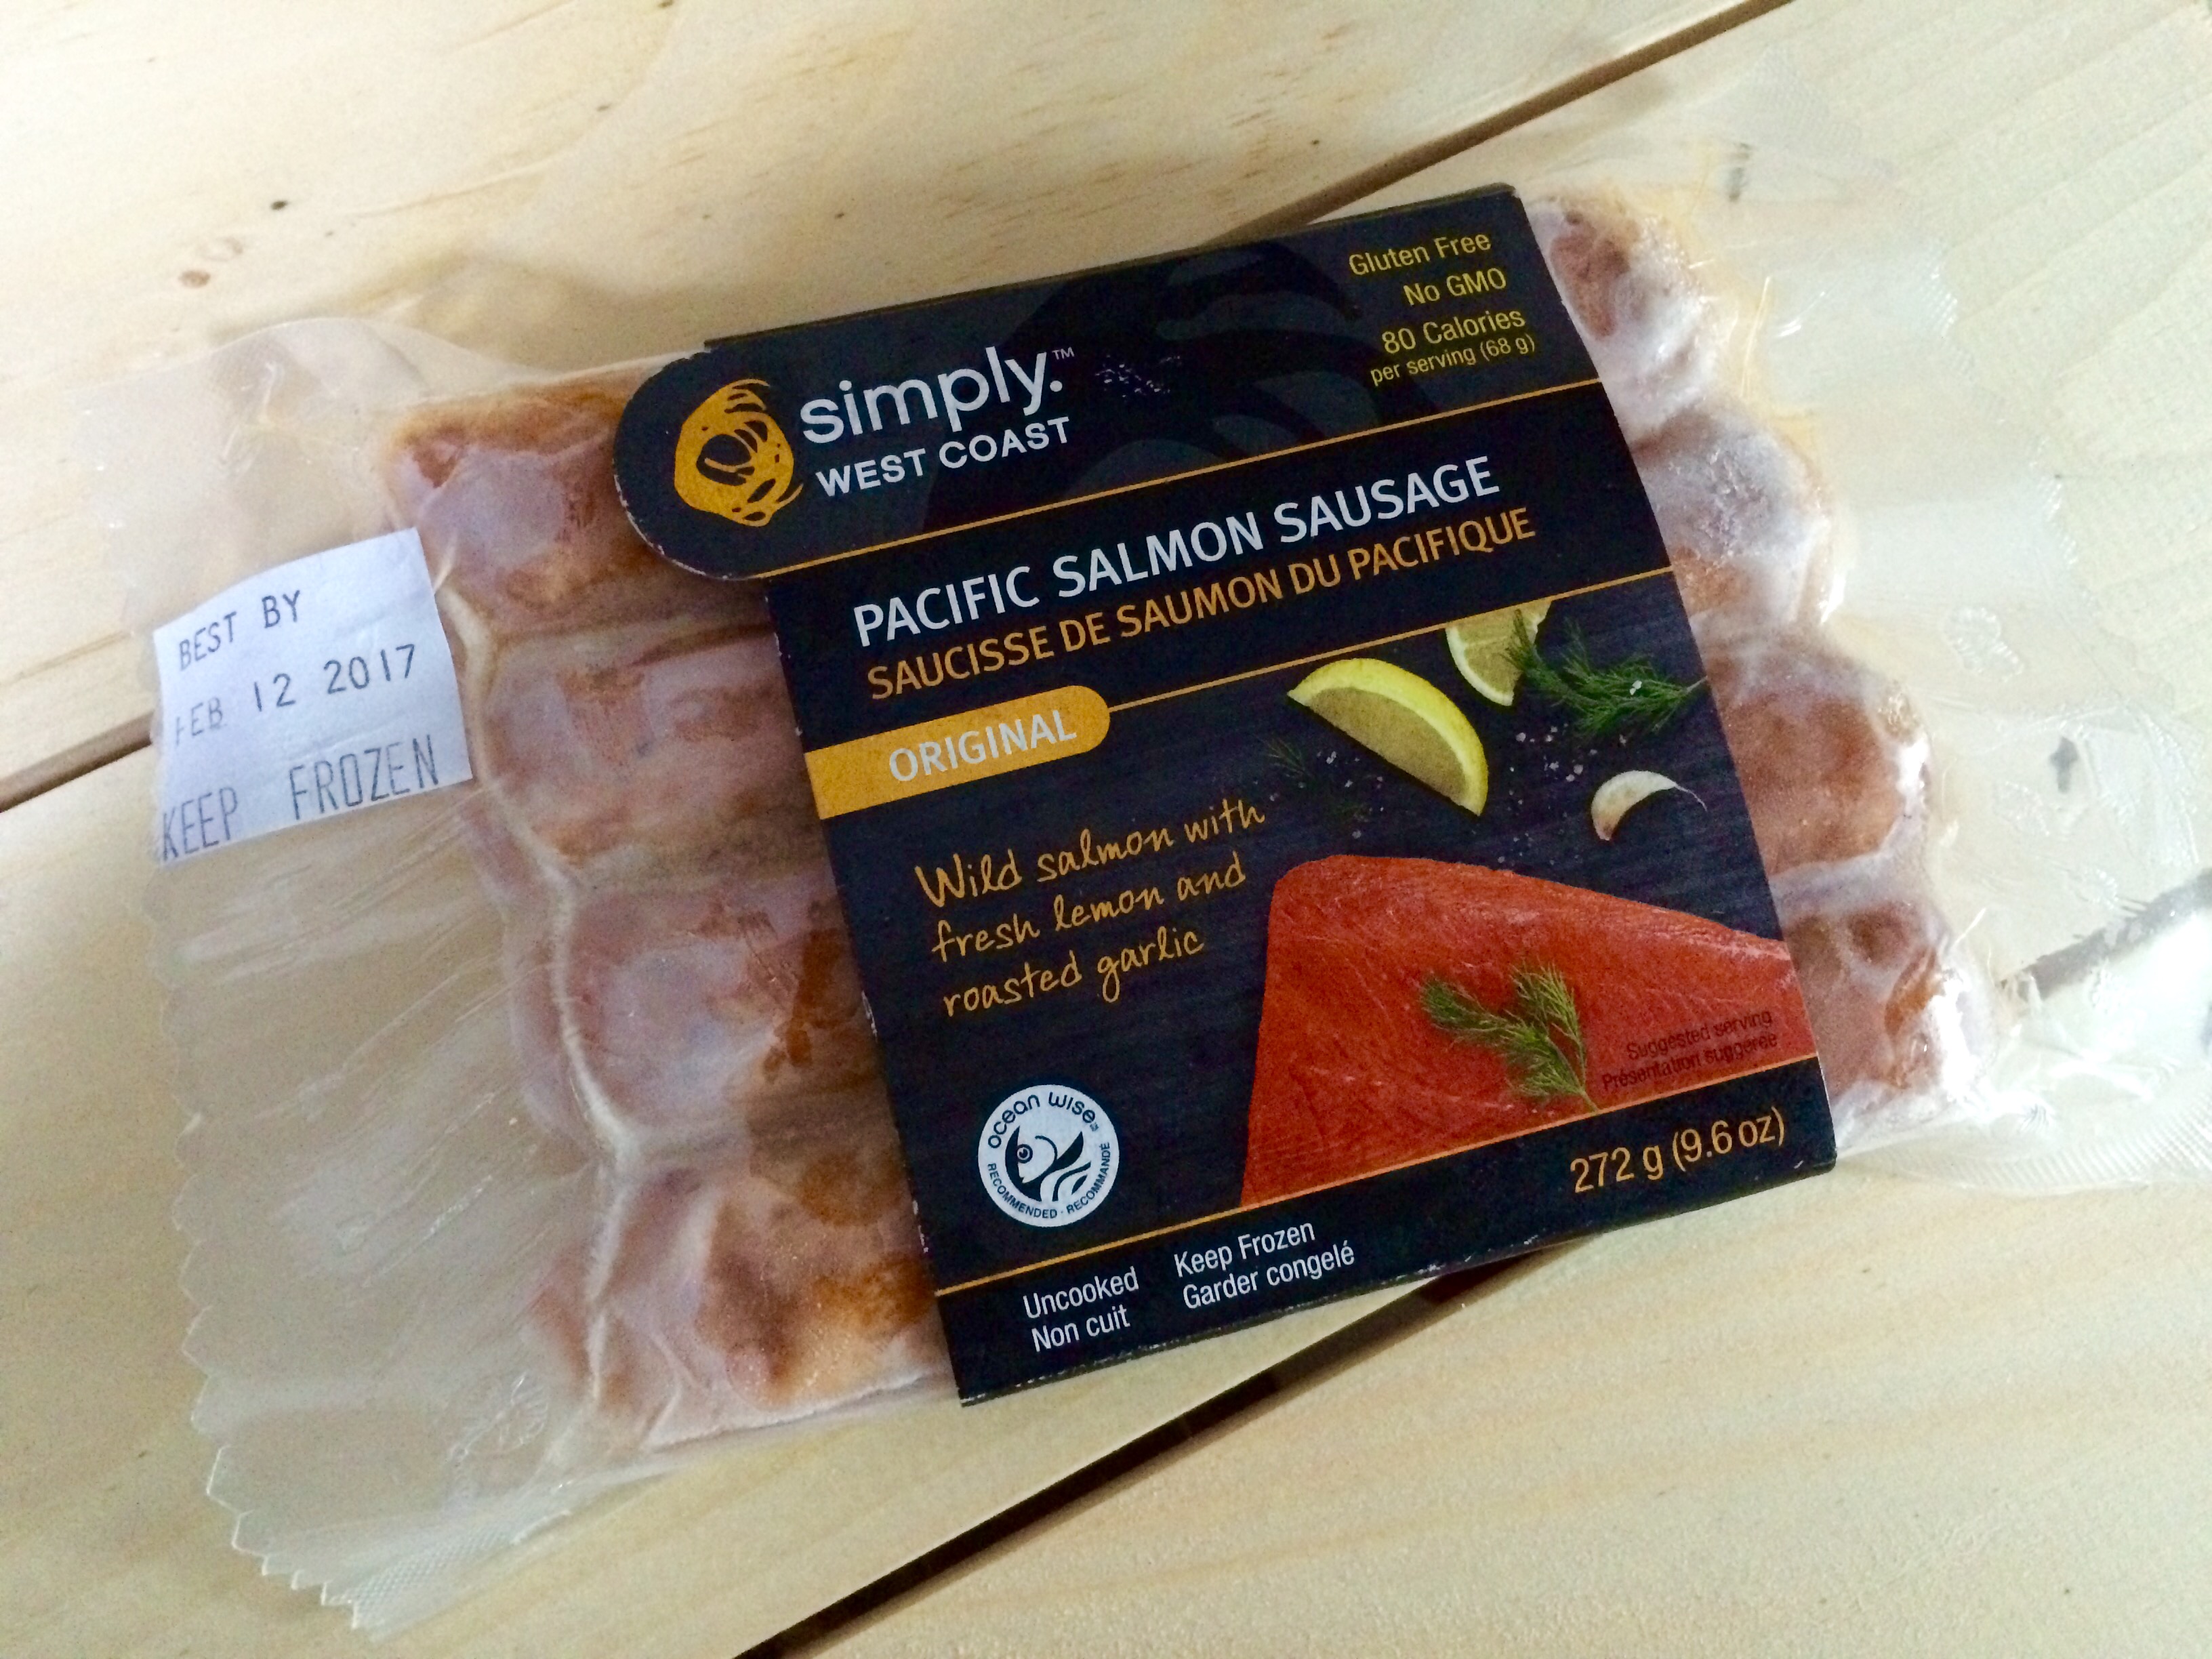 BEST BY
FEB 12 2017
KEEP FROZEN
simply.™
WEST COAST
Gluten Free
No GMO
80 Calories
per serving (68 g)
PACIFIC SALMON SAUSAGE
SAUCISSE DE SAUMON DU PACIFIQUE
ORIGINAL
Wild salmon with
fresh lemon and
roasted garlic
Suggested serving
Présentation suggérée
ocean wise
RECOMMENDED · RECOMMANDÉ
272 g (9.6 oz)
Uncooked
Non cuit
Keep Frozen
Garder congelé